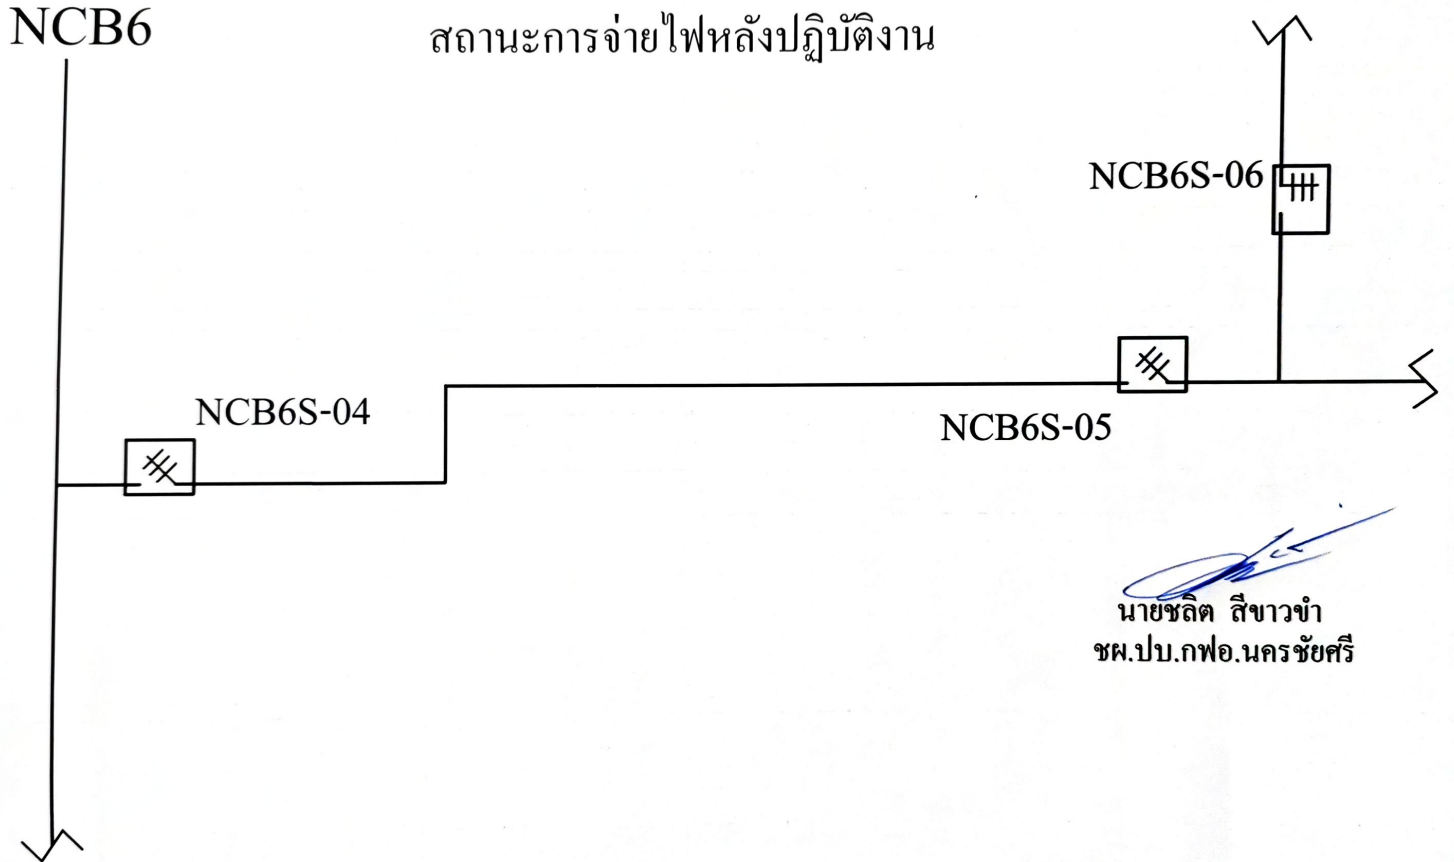 NCB6
สถานะการจ่ายไฟหลังปฏิบัติงาน
NCB6S-06
NCB6S-04
NCB6S-05
นายชลิต สีขาวขำ
ชผ.ปบ.กฟอ.นครชัยศรี